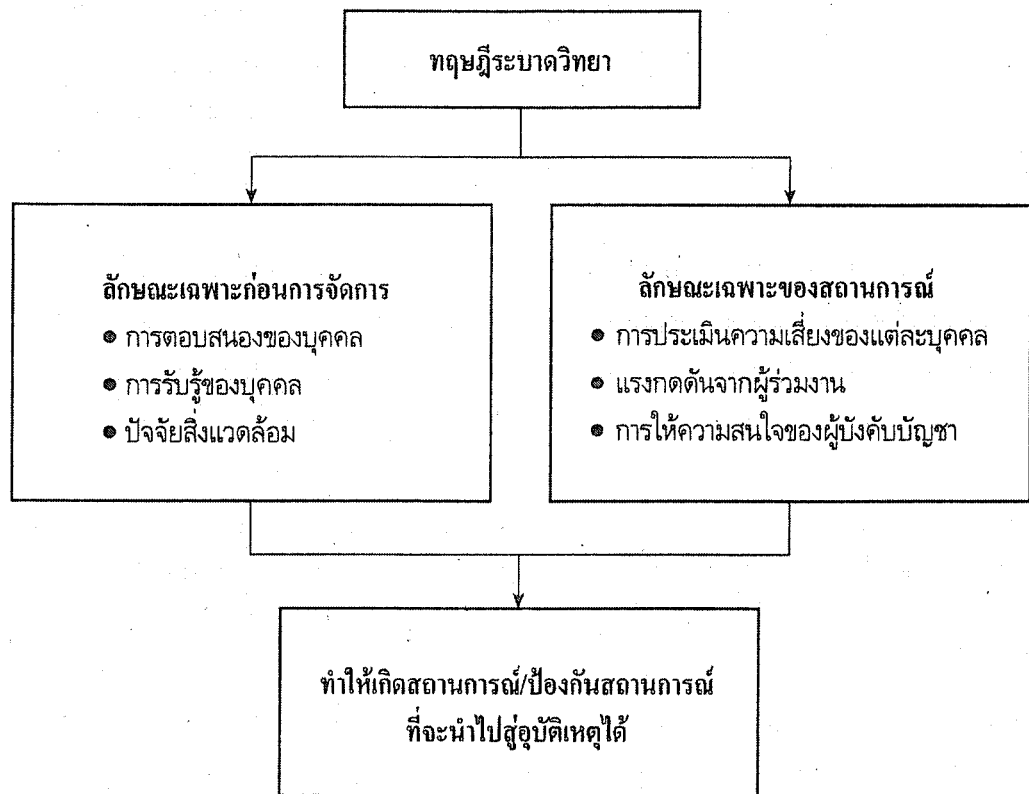 ทฤษฎีระบาดวิทยา
ลักษณะเฉพาะก่อนการจัดการ
● การตอบสนองของบุคคล
● การรับรู้ของบุคคล
● ปัจจัยสิ่งแวดล้อม
ลักษณะเฉพาะของสถานการณ์
● การประเมินความเสี่ยงของแต่ละบุคคล
● แรงกดดันจากผู้ร่วมงาน
● การให้ความสนใจของผู้บังคับบัญชา
ทำให้เกิดสถานการณ์/ป้องกันสถานการณ์
ที่จะนำไปสู่อุบัติเหตุได้